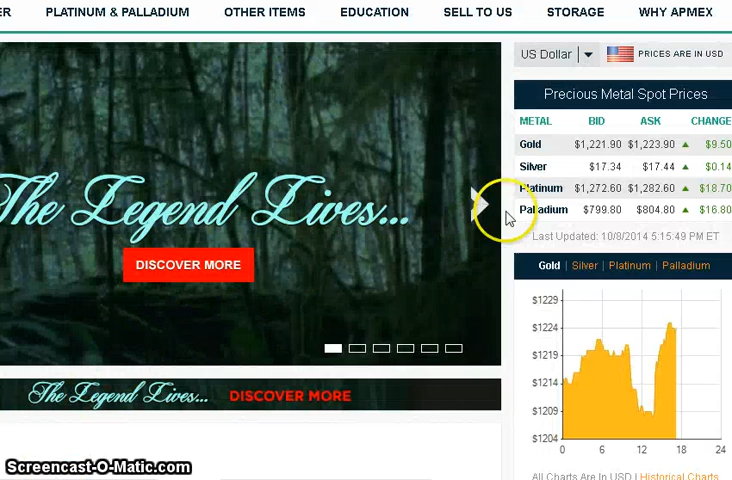 ER PLATINUM & PALLADIUM OTHER ITEMS EDUCATION SELL TO US STORAGE WHY APMEX
US Dollar PRICES ARE IN USD
Precious Metal Spot Prices
METAL BID ASK CHANGE
Gold $1,221.90 $1,223.90 $9.50
Silver $17.34 $17.44 $0.14
Platinum $1,272.60 $1,282.60 $18.70
Palladium $799.80 $804.80 $16.80
Last Updated: 10/8/2014 5:15:49 PM ET
The Legend Lives...
DISCOVER MORE
Gold | Silver | Platinum | Palladium
$1229
$1224
$1219
$1214
$1209
$1204
0 6 12 18 24
The Legend Lives... DISCOVER MORE
All Charts Are In USD | Historical Charts
Screencast-O-Matic.com